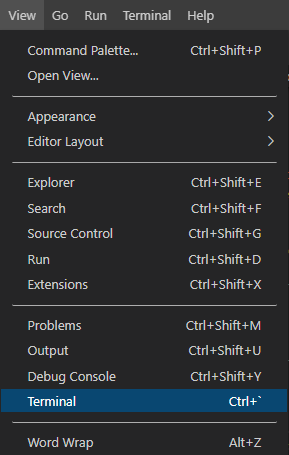 View Go Run Terminal Help
Command Palette... Ctrl+Shift+P
Open View...
Appearance
Editor Layout
Explorer Ctrl+Shift+E
Search Ctrl+Shift+F
Source Control Ctrl+Shift+G
Run Ctrl+Shift+D
Extensions Ctrl+Shift+X
Problems Ctrl+Shift+M
Output Ctrl+Shift+U
Debug Console Ctrl+Shift+Y
Terminal Ctrl+`
Word Wrap Alt+Z